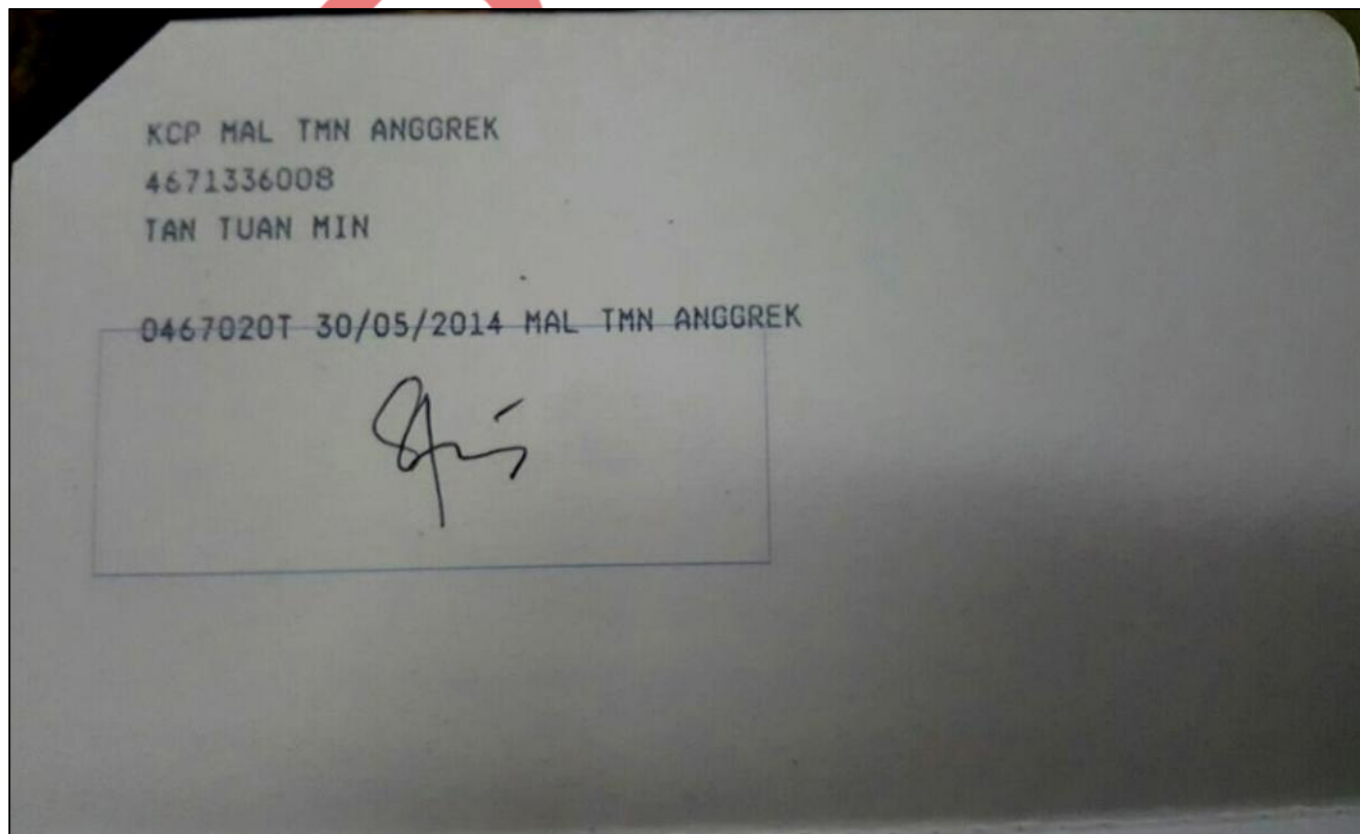 KCP MAL TMN ANGGREK
4671336008
TAN TUAN MIN
0467020T 30/05/2014 MAL TMN ANGGREK